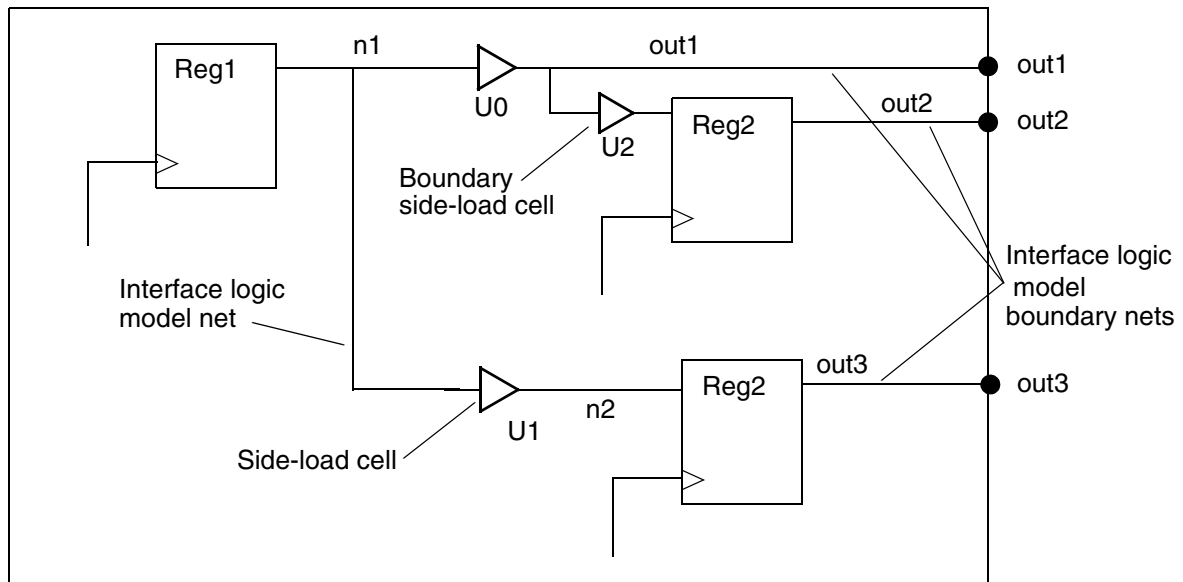 n1
out1
out1
Reg1
U0
out2
out2
Reg2
U2
Boundary
side-load cell
Interface logic
model
boundary nets
Interface logic
model net
out3
out3
Reg2
n2
U1
Side-load cell